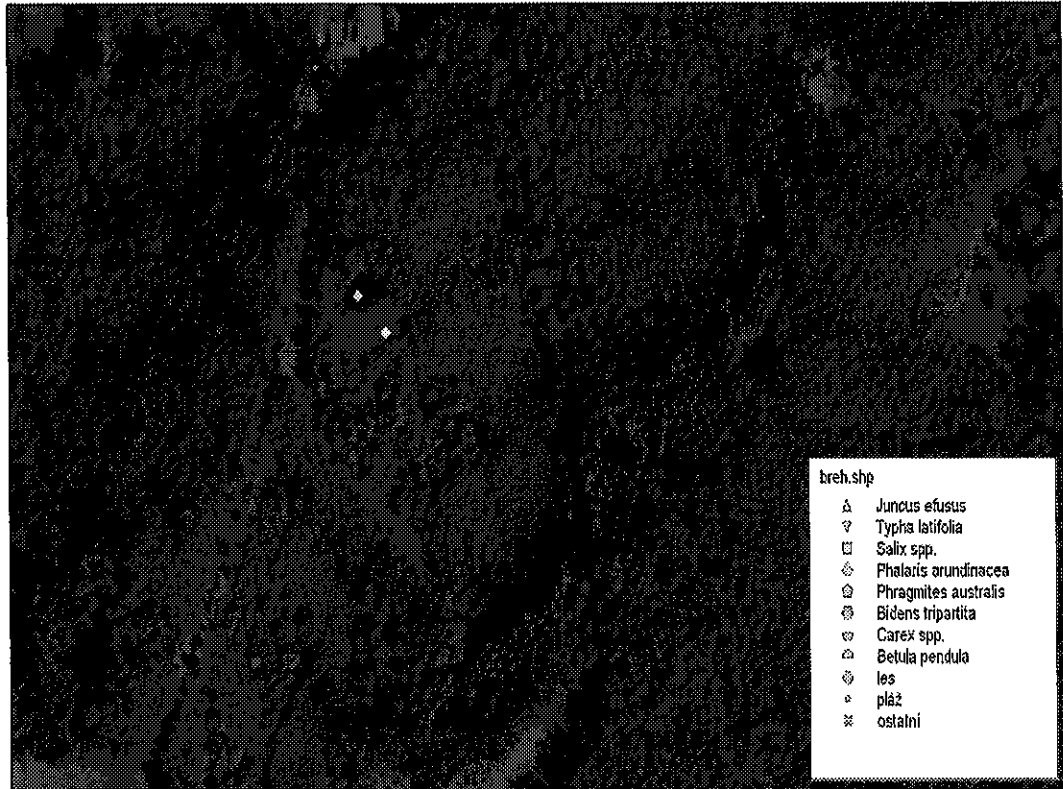 breh.shp
Juncus efusus
Typha latifolia
Salix spp.
Phalaris arundinacea
Phragmites australis
Bidens tripartita
Carex spp.
Betula pendula
les
pláž
ostatní